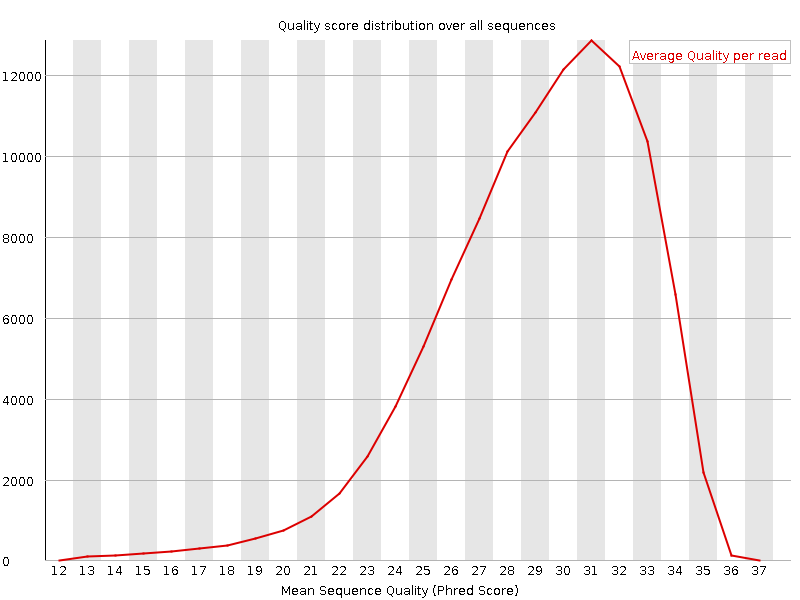 Quality score distribution over all sequences
Average Quality per read
12000
10000
8000
6000
4000
2000
0
12 13 14 15 16 17 18 19 20 21 22 23 24 25 26 27 28 29 30 31 32 33 34 35 36 37
Mean Sequence Quality (Phred Score)